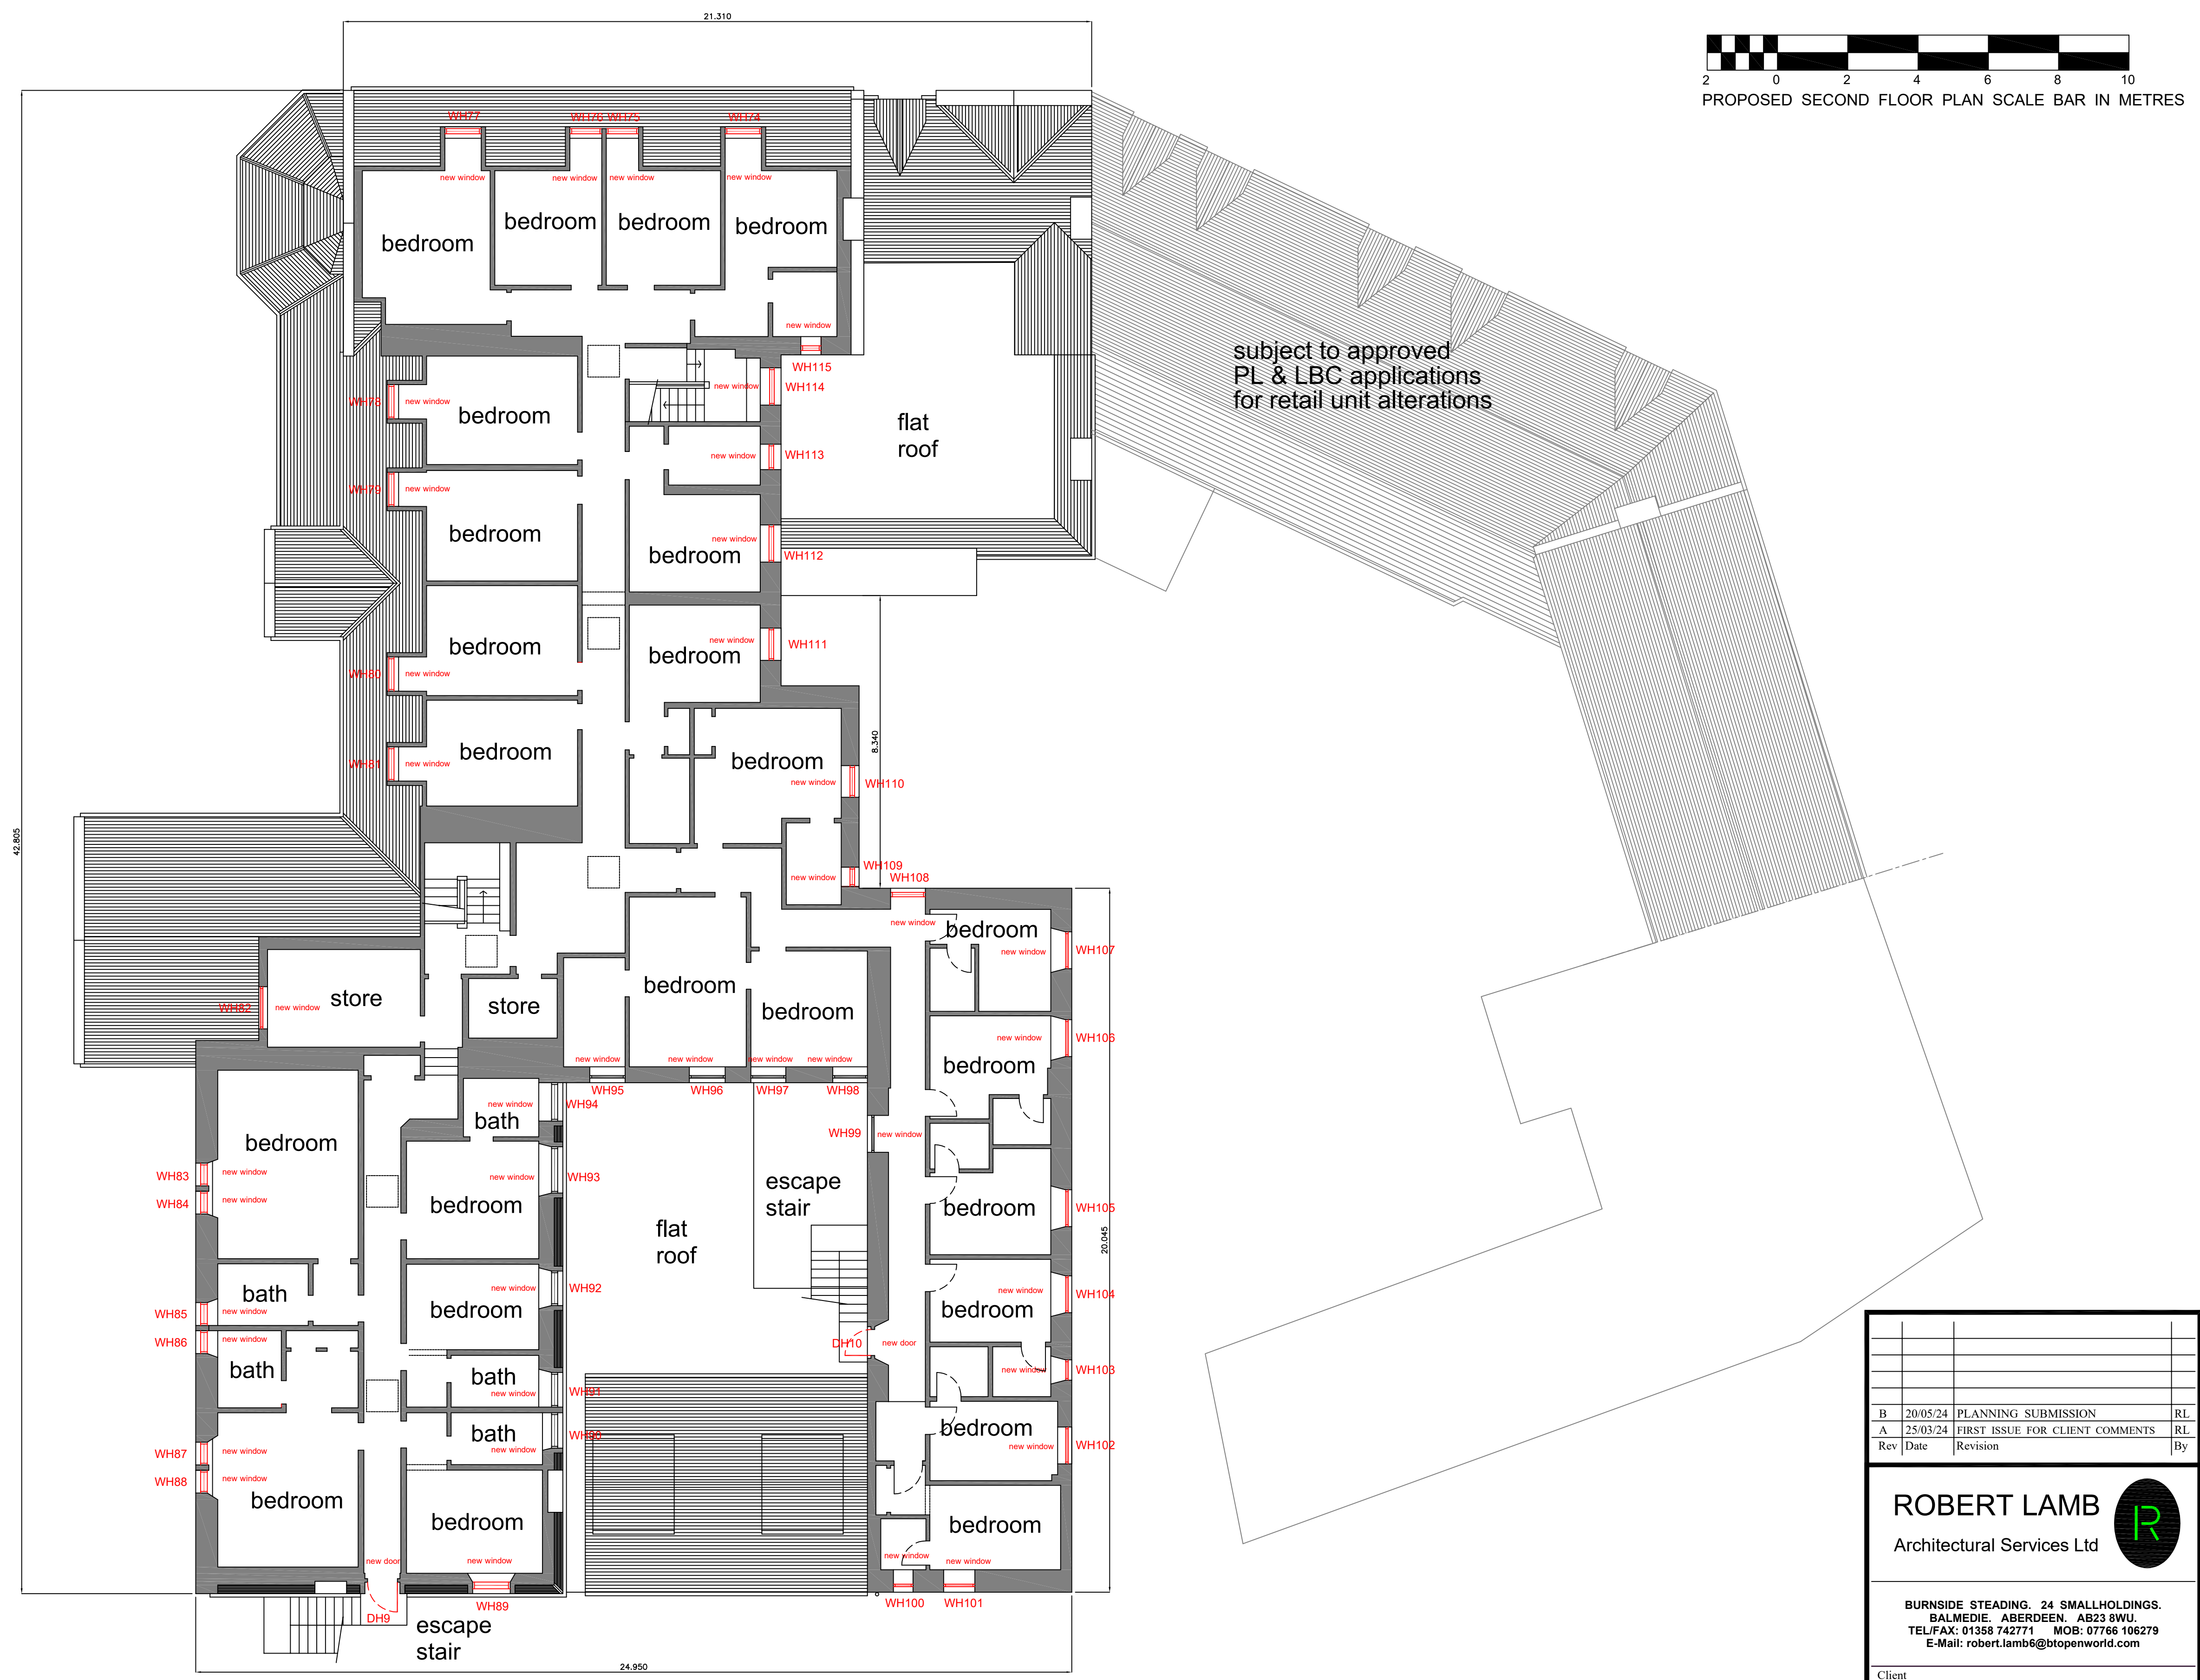 21.310
2 0 2 4 6 8 10
PROPOSED SECOND FLOOR PLAN SCALE BAR IN METRES
WH77 WH76 WH75 WH74
new window new window new window new window
bedroom bedroom bedroom bedroom
new window
WH115
subject to approved
PL & LBC applications
for retail unit alterations
new window WH114
WH78 new window bedroom
flat
roof
new window WH113
WH79 new window
bedroom
new window
bedroom WH112
bedroom
new window WH111
bedroom
WH80 new window
8.340
bedroom
WH81 new window
bedroom
new window WH110
42.805
WH109
new window
WH108
new window
bedroom
new window WH107
bedroom
store
WH82 new window
store
bedroom
new window WH106
bedroom
new window new window new window new window
WH95 WH96 WH97 WH98
new window WH94
bath
WH99 new window
bedroom
WH83 new window
new window WH93
WH84 new window
bedroom
escape
stair
bedroom
WH105
20.045
flat
roof
bath
new window WH92
bedroom
new window WH104
bedroom
WH85 new window
WH86 new window
DH10 new door
bath
bath
new window WH91
new window WH103
bath
new window WH90
bedroom
new window WH102
WH87 new window
WH88 new window
bedroom
bedroom
bedroom
new door
new window
new window new window
DH9
WH89
WH100 WH101
escape
stair
24.950
B 20/05/24 PLANNING SUBMISSION RL
A 25/03/24 FIRST ISSUE FOR CLIENT COMMENTS RL
Rev Date Revision By
ROBERT LAMB
Architectural Services Ltd
R
BURNSIDE STEADING. 24 SMALLHOLDINGS.
BALMEDIE. ABERDEEN. AB23 8WU.
TEL/FAX: 01358 742771 MOB: 07766 106279
E-Mail: robert.lamb6@btopenworld.com
Client